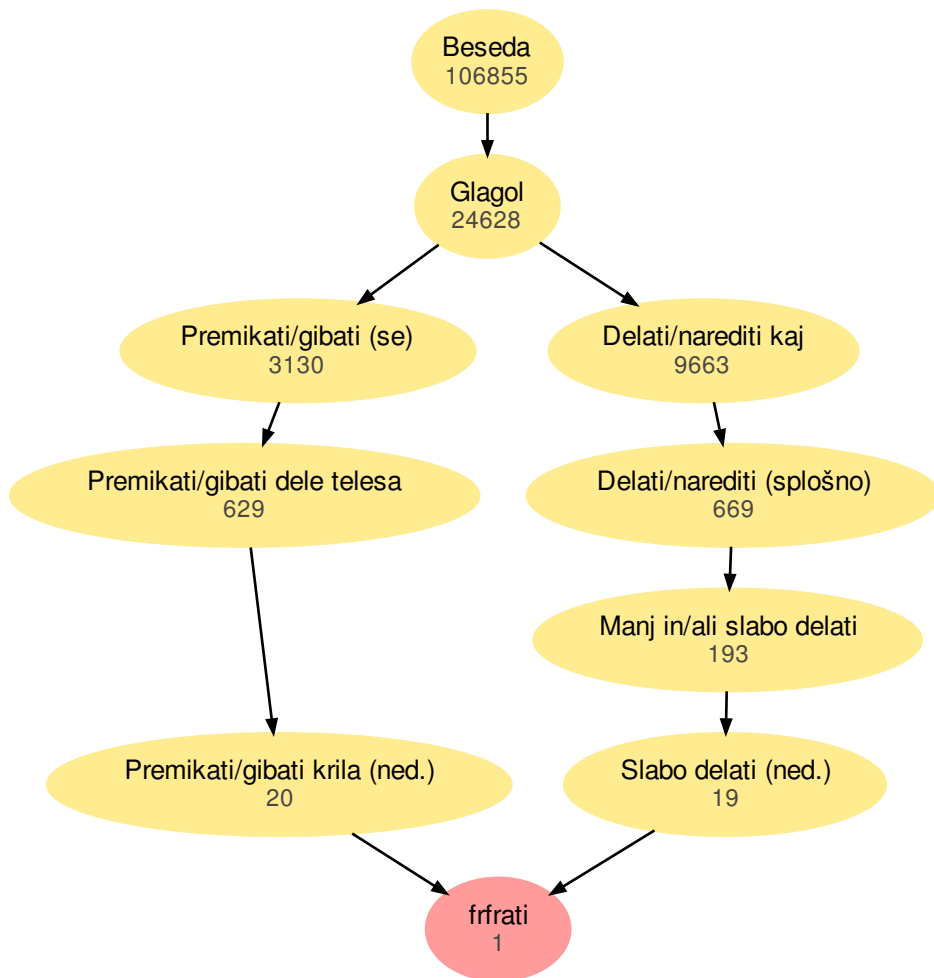 Beseda
106855
Glagol
24628
Premikati/gibati (se)
3130
Delati/narediti kaj
9663
Premikati/gibati dele telesa
629
Delati/narediti (splošno)
669
Manj in/ali slabo delati
193
Premikati/gibati krila (ned.)
20
Slabo delati (ned.)
19
frfrati
1